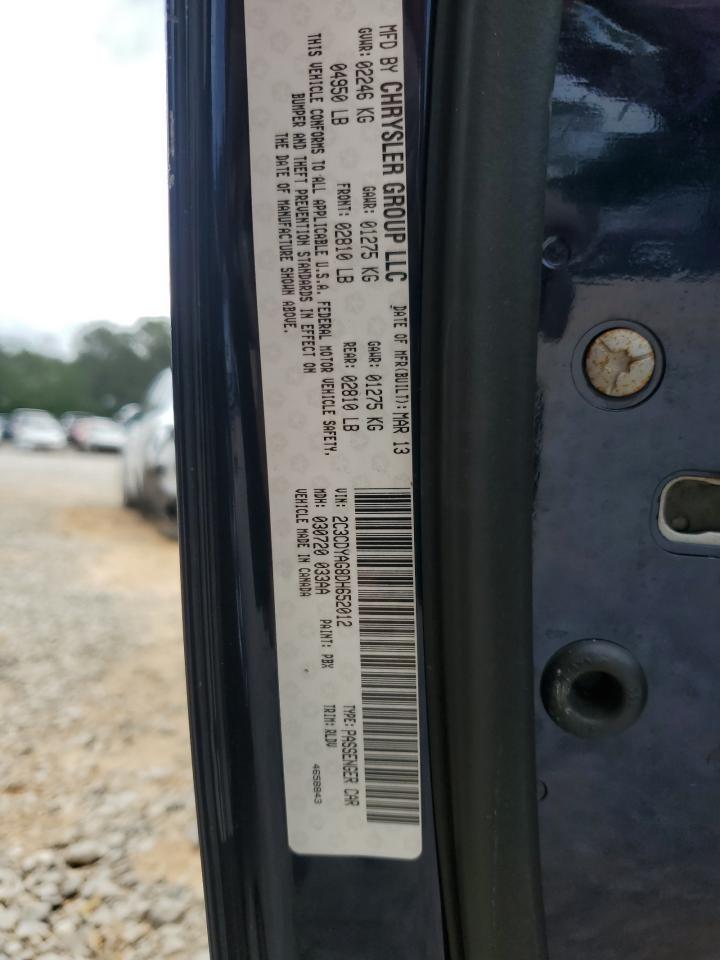 MFD BY CHRYSLER GROUP LLC
DATE OF MFR(BUILT): MAR 13
GVWR: 02246 KG
GAWR: 01275 KG
GAWR: 01275 KG
04950 LB
FRONT: 02810 LB
REAR: 02810 LB
THIS VEHICLE CONFORMS TO ALL APPLICABLE U.S.A. FEDERAL MOTOR VEHICLE SAFETY,
BUMPER AND THEFT PREVENTION STANDARDS IN EFFECT ON
THE DATE OF MANUFACTURE SHOWN ABOVE.
VIN: 2C3CDYAG8DH652012
TYPE: PASSENGER CAR
MDH: 030720 033AA
PAINT: PBX
TRIM: RLDV
VEHICLE MADE IN CANADA
4658943